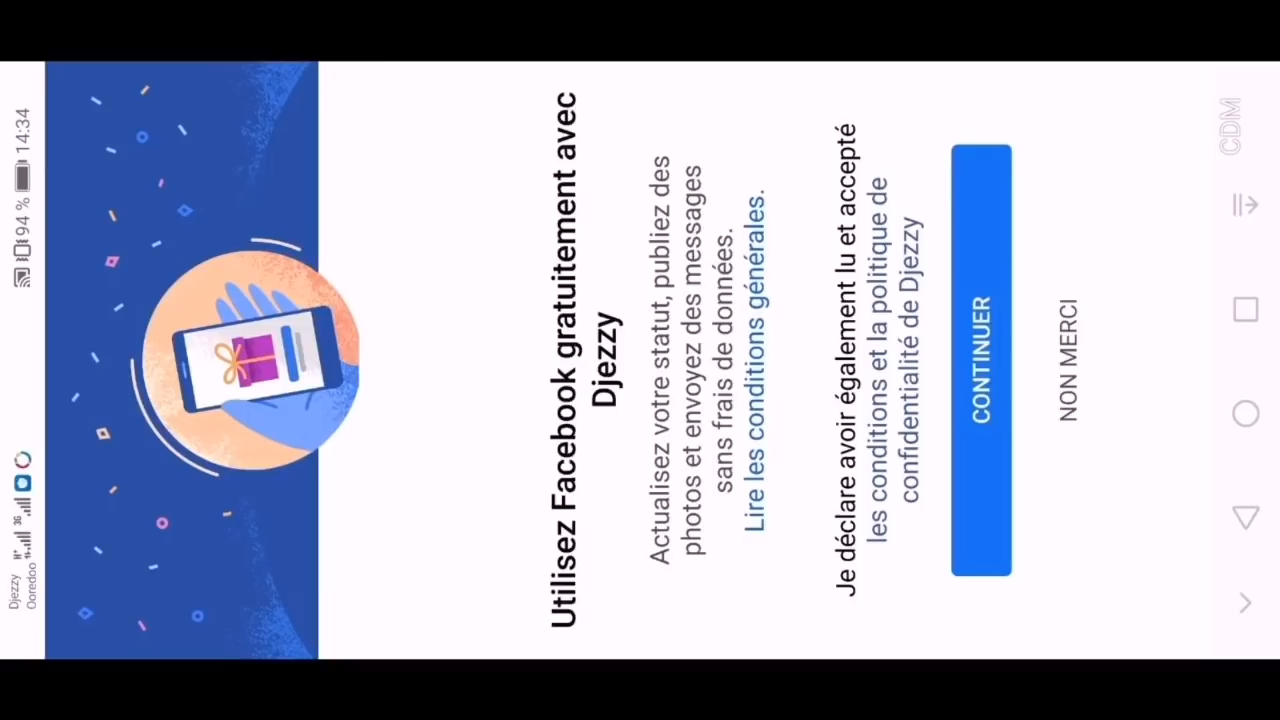 Djezzy
Ooredoo
H+
3G
94 %
14:34
Utilisez Facebook gratuitement avec
Djezzy
Actualisez votre statut, publiez des
photos et envoyez des messages
sans frais de données.
Lire les conditions générales.
Je déclare avoir également lu et accepté
les conditions et la politique de
confidentialité de Djezzy
CONTINUER
NON MERCI
CDM